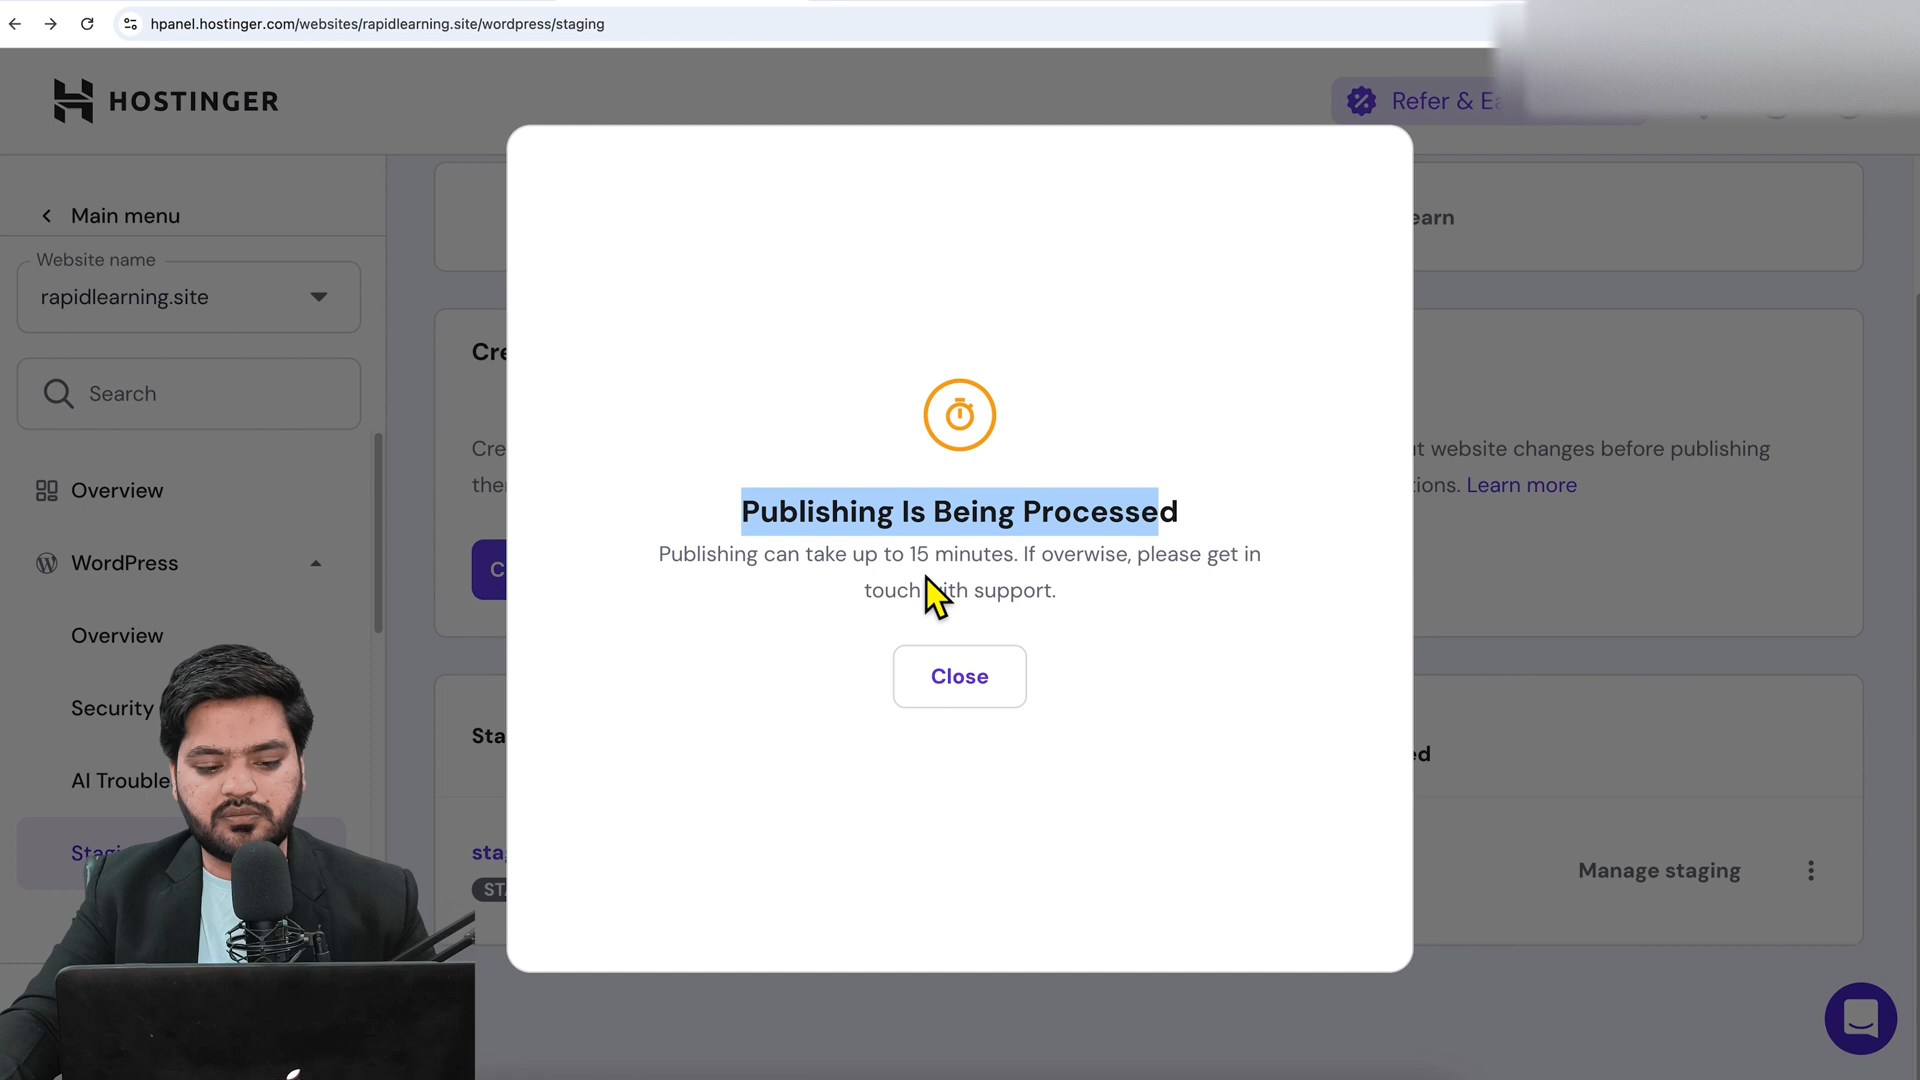 hpanel.hostinger.com/websites/rapidlearning.site/wordpress/staging
HOSTINGER
Refer & Ea
Main menu
Website name
rapidlearning.site
Search
Overview
WordPress
Overview
Security
AI Trouble
Stagi
earn
Cre
Cre
t website changes before publishing
the
ions. Learn more
C
Publishing Is Being Processed
Publishing can take up to 15 minutes. If overwise, please get in
touch with support.
Close
Sta
ed
sta
STA
Manage staging